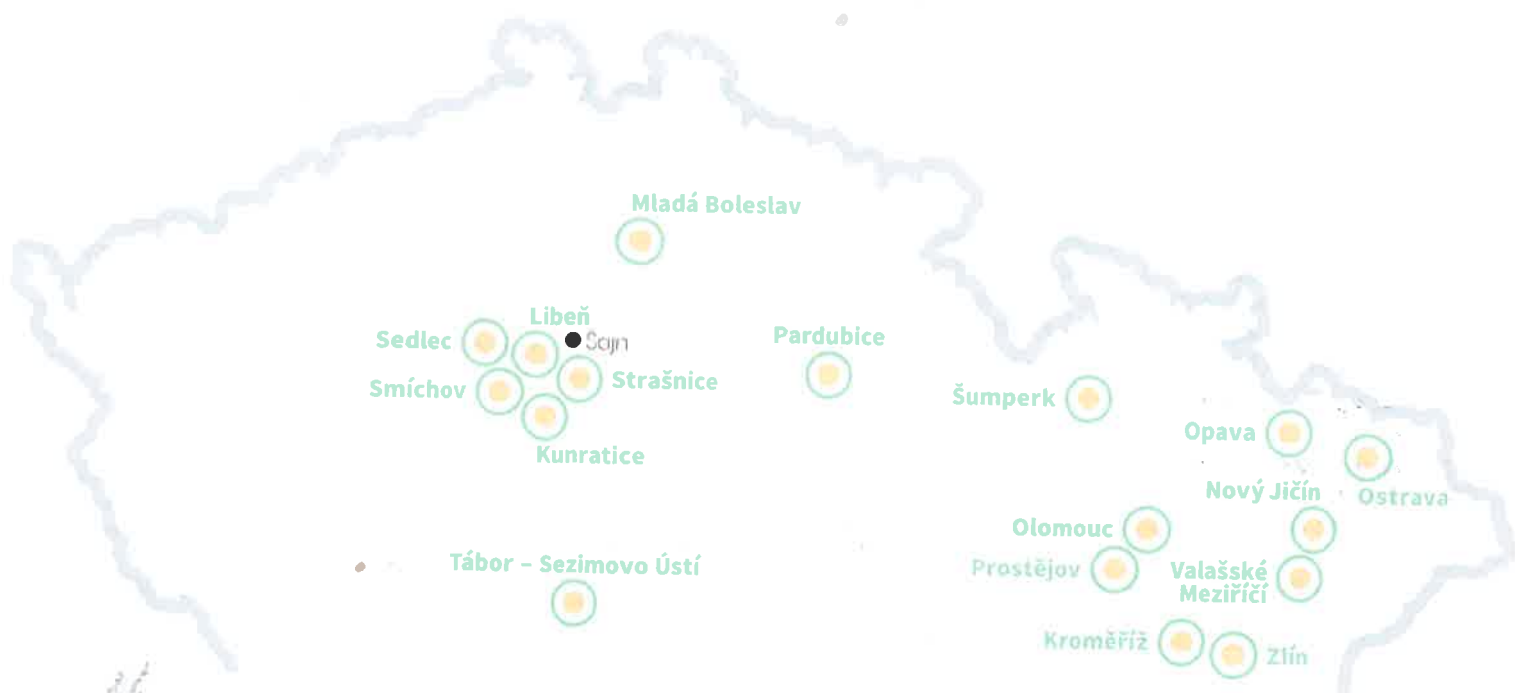 Mladá Boleslav
Libeň
Sedlec
Sajn
Pardubice
Smíchov
Strašnice
Šumperk
Kunratice
Opava
Nový Jičín
Ostrava
Olomouc
Tábor – Sezimovo Ústí
Prostějov
Valašské
Meziříčí
Kroměříž
Zlín